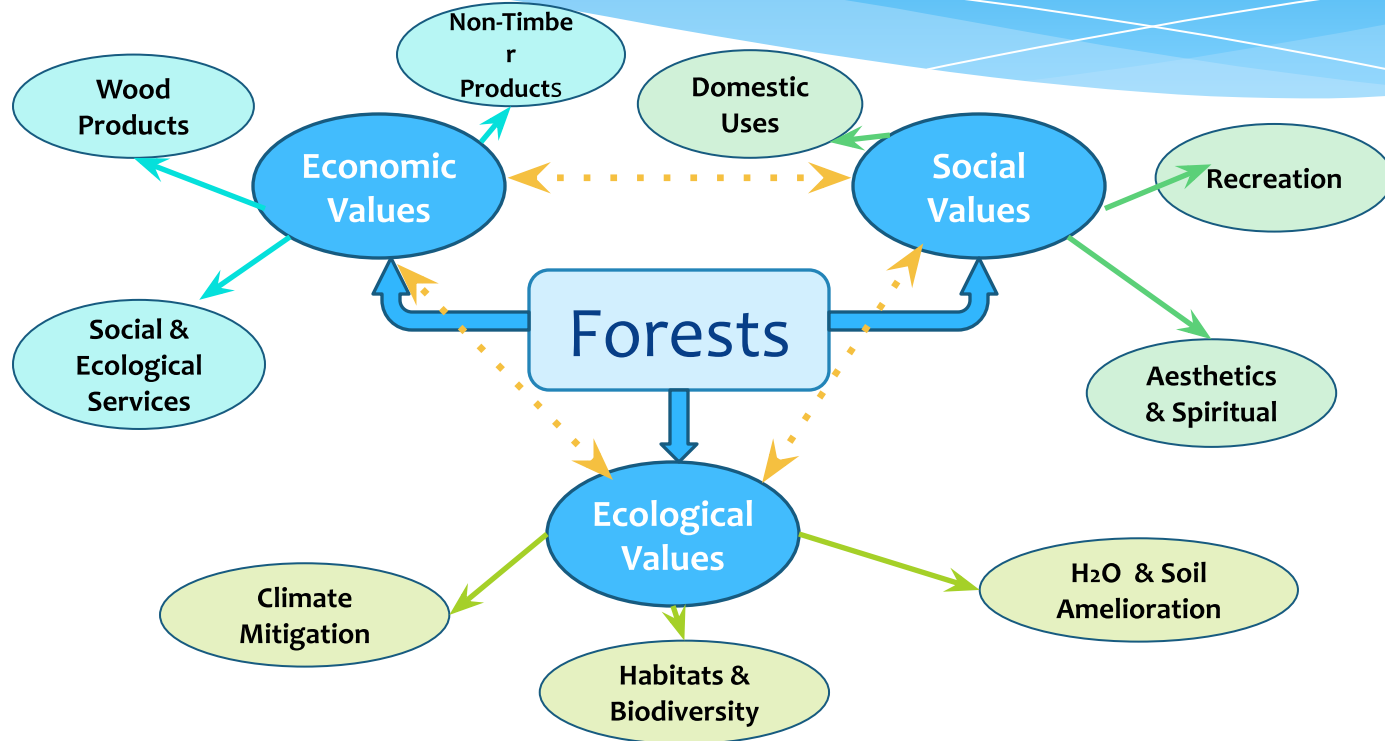 Non-Timbe
r
Products
Wood
Products
Domestic
Uses
Economic
Values
Social
Values
Recreation
Forests
Social &
Ecological
Services
Aesthetics
& Spiritual
Ecological
Values
Climate
Mitigation
H2O & Soil
Amelioration
Habitats &
Biodiversity